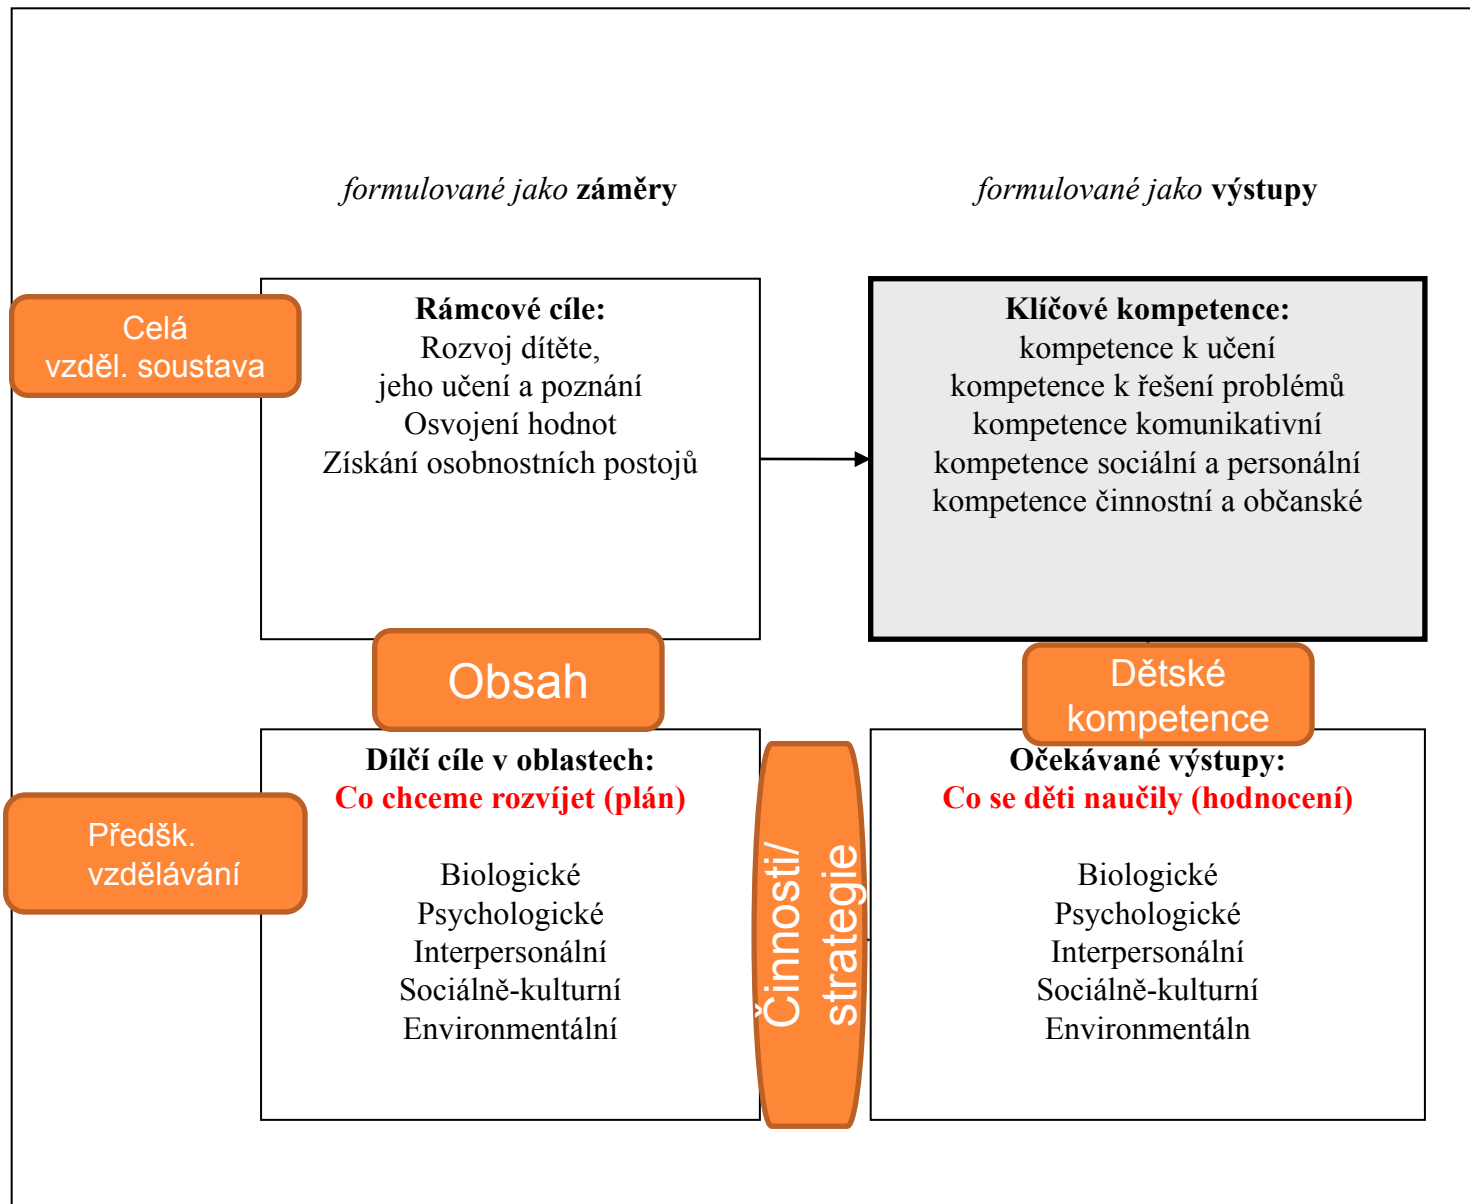 formulované jako záměry
formulované jako výstupy
Celá
vzděl. soustava
Rámcové cíle:
Rozvoj dítěte,
jeho učení a poznání
Osvojení hodnot
Získání osobnostních postojů
Klíčové kompetence:
kompetence k učení
kompetence k řešení problémů
kompetence komunikativní
kompetence sociální a personální
kompetence činnostní a občanské
Obsah
Dětské
kompetence
Předšk.
vzdělávání
Dílčí cíle v oblastech:
Co chceme rozvíjet (plán)
Biologické
Psychologické
Interpersonální
Sociálně-kulturní
Environmentální
Činnosti/
strategie
Očekávané výstupy:
Co se děti naučily (hodnocení)
Biologické
Psychologické
Interpersonální
Sociálně-kulturní
Environmentáln